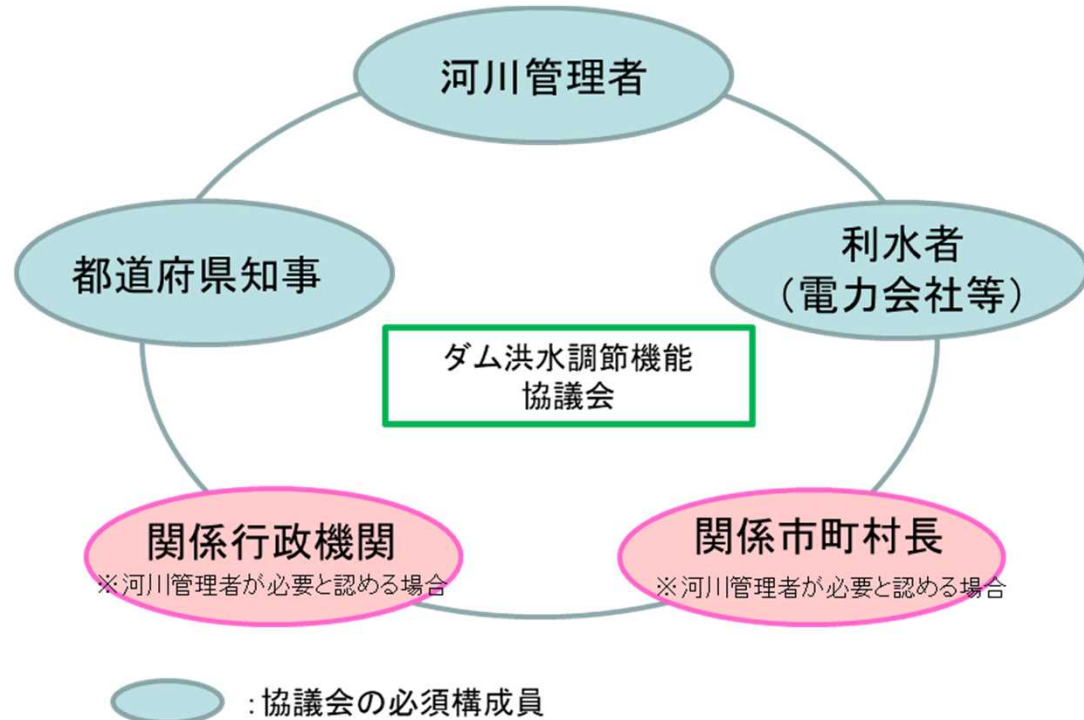 河川管理者
都道府県知事
利水者
（電力会社等）
ダム洪水調節機能
協議会
関係行政機関
※河川管理者が必要と認める場合
関係市町村長
※河川管理者が必要と認める場合
:協議会の必須構成員